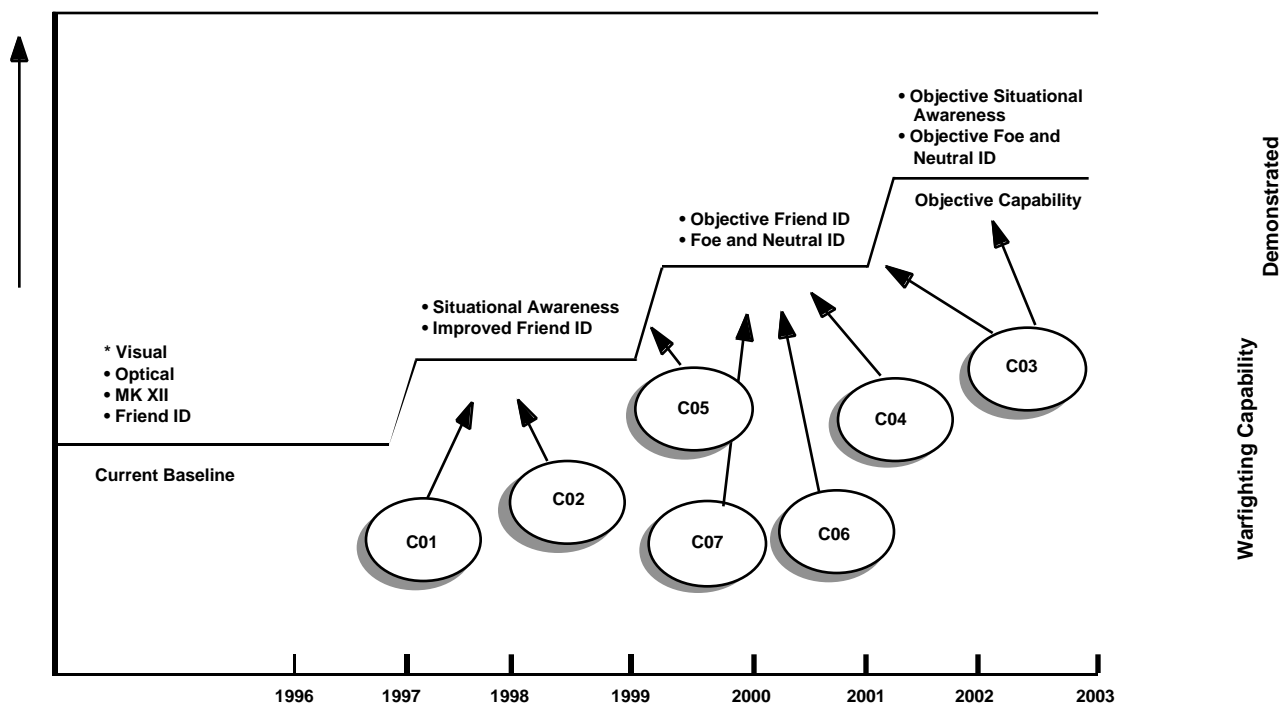 • Objective Situational
Awareness
• Objective Foe and
Neutral ID
Objective Capability
• Objective Friend ID
• Foe and Neutral ID
• Situational Awareness
• Improved Friend ID
* Visual
• Optical
• MK XII
• Friend ID
Current Baseline
C01
C02
C05
C07
C06
C04
C03
Demonstrated
Warfighting Capability
1996
1997
1998
1999
2000
2001
2002
2003